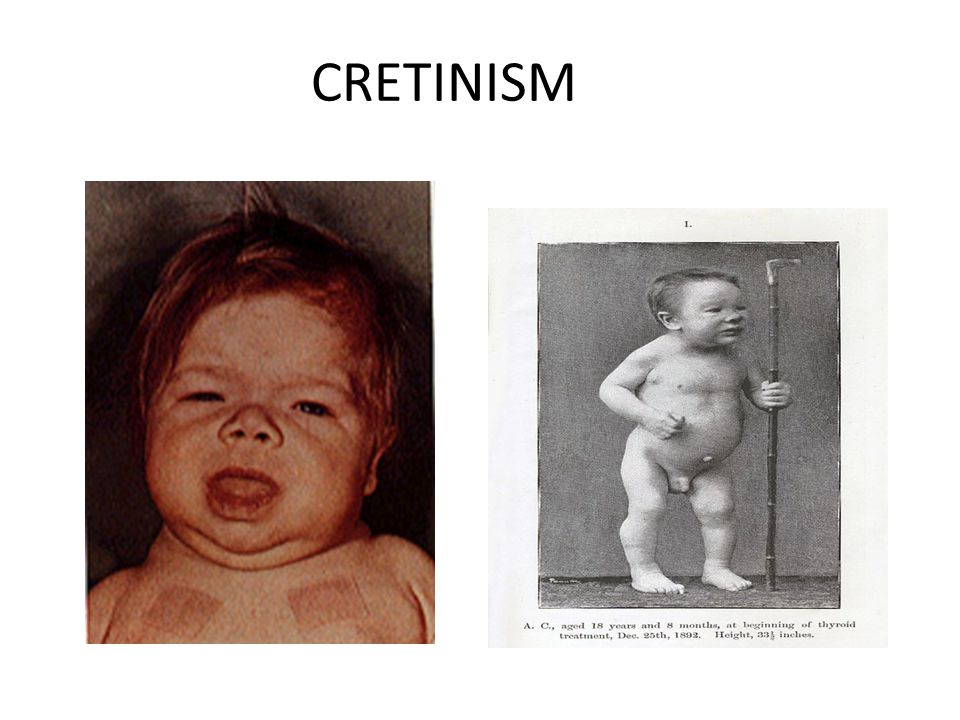 CRETINISM
I.
A. C., aged 18 years and 8 months, at beginning of thyroid
treatment, Dec. 25th, 1892. Height, 33½ inches.